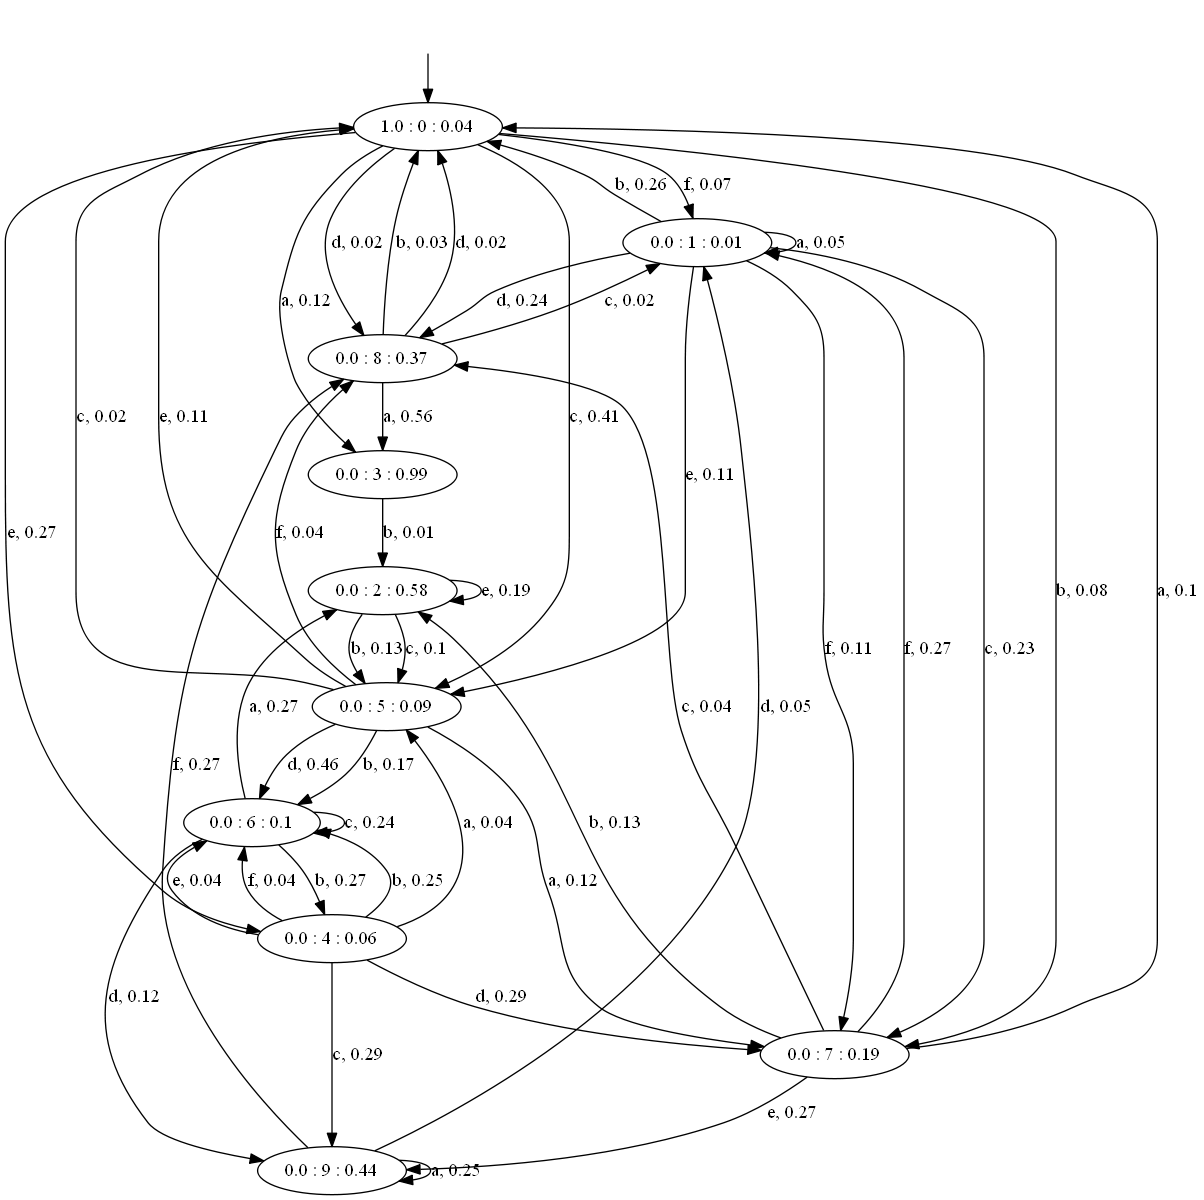 1.0 : 0 : 0.04
b, 0.26
f, 0.07
d, 0.02
b, 0.03
d, 0.02
0.0 : 1 : 0.01
a, 0.05
a, 0.12
d, 0.24
c, 0.02
0.0 : 8 : 0.37
c, 0.02
e, 0.11
a, 0.56
c, 0.41
0.0 : 3 : 0.99
e, 0.11
e, 0.27
f, 0.04
b, 0.01
0.0 : 2 : 0.58
e, 0.19
b, 0.08
a, 0.1
b, 0.13
c, 0.1
f, 0.11
f, 0.27
c, 0.23
a, 0.27
0.0 : 5 : 0.09
c, 0.04
d, 0.05
f, 0.27
d, 0.46
b, 0.17
0.0 : 6 : 0.1
c, 0.24
a, 0.04
b, 0.13
e, 0.04
f, 0.04
b, 0.27
b, 0.25
a, 0.12
0.0 : 4 : 0.06
d, 0.12
d, 0.29
c, 0.29
0.0 : 7 : 0.19
e, 0.27
0.0 : 9 : 0.44
a, 0.25